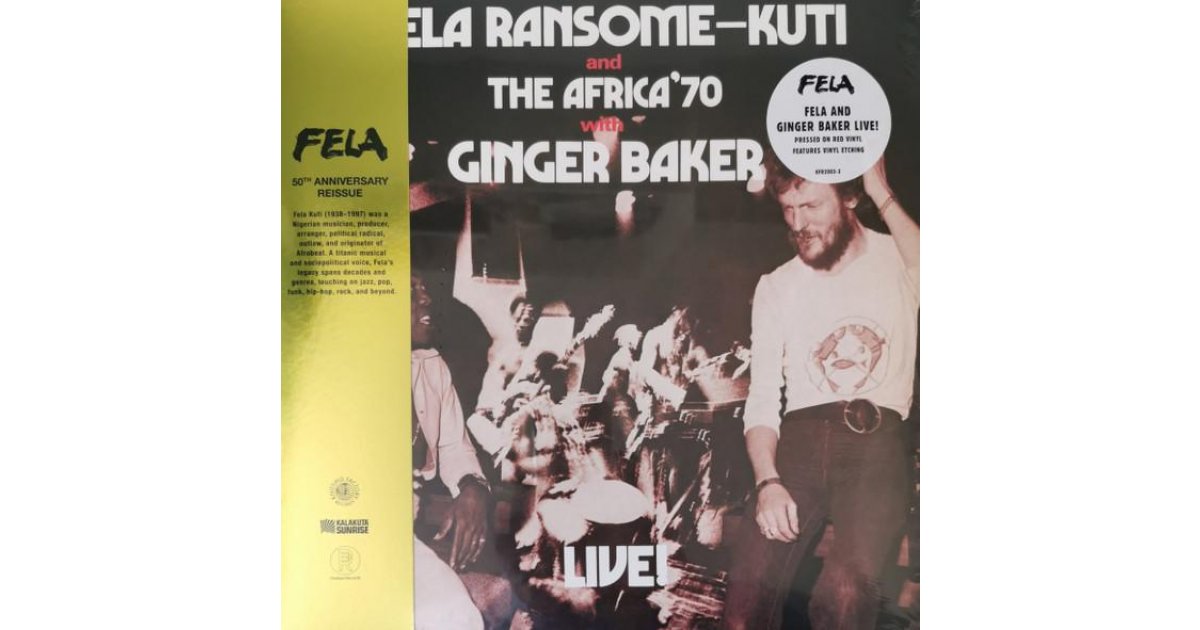 FELA
50TH ANNIVERSARY
REISSUE
Fela Kuti (1938–1997) was a
Nigerian musician, producer,
arranger, political radical,
outlaw, and originator of
Afrobeat. A titanic musical
and sociopolitical voice, Fela's
legacy spans decades and
genres, touching on jazz, pop,
funk, hip-hop, rock, and beyond.
KALAKUTA
SUNRISE
ELA RANSOME–KUTI
and
THE AFRICA'70
with
GINGER BAKER
LIVE!
FELA
FELA AND
GINGER BAKER LIVE!
PRESSED ON RED VINYL
FEATURES VINYL ETCHING